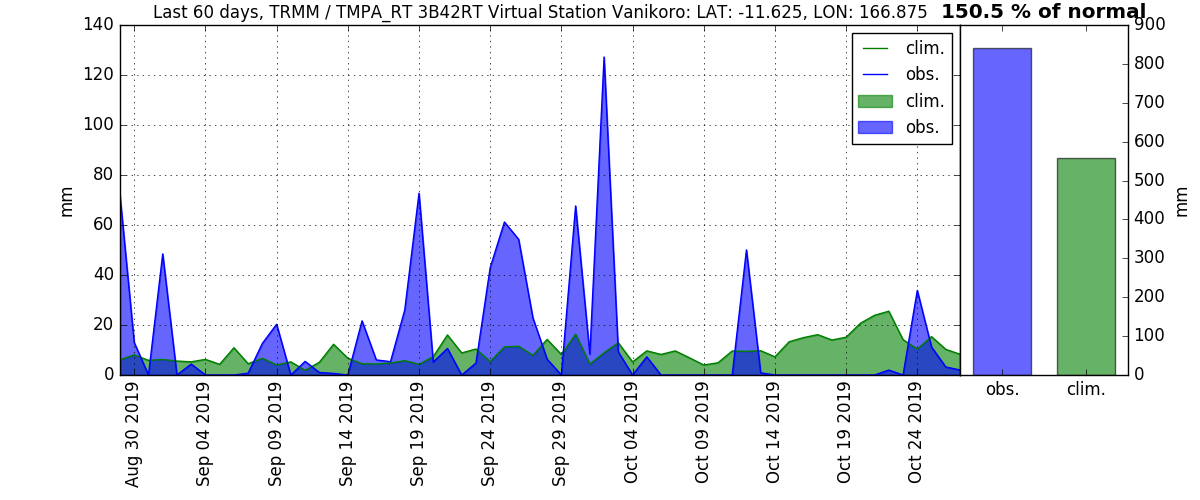 Last 60 days, TRMM / TMPA_RT 3B42RT Virtual Station Vanikoro: LAT: -11.625, LON: 166.875
150.5 % of normal
140
120
100
80
60
40
20
0
mm
clim.
obs.
clim.
obs.
Aug 30 2019
Sep 04 2019
Sep 09 2019
Sep 14 2019
Sep 19 2019
Sep 24 2019
Sep 29 2019
Oct 04 2019
Oct 09 2019
Oct 14 2019
Oct 19 2019
Oct 24 2019
900
800
700
600
500
400
300
200
100
0
mm
obs.
clim.